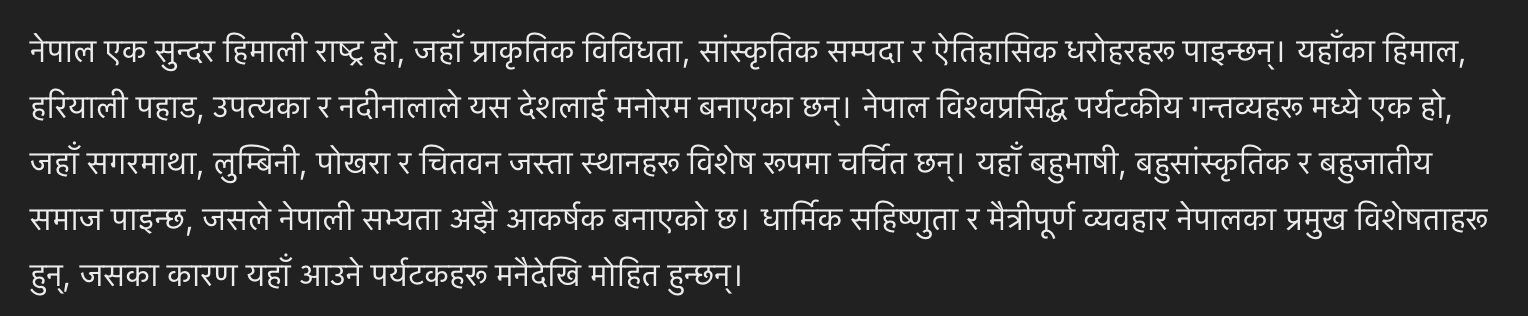 नेपाल एक सुन्दर हिमाली राष्ट्र हो, जहाँ प्राकृतिक विविधता, सांस्कृतिक सम्पदा र ऐतिहासिक धरोहरहरू पाइन्छन्। यहाँका हिमाल,
हरियाली पहाड, उपत्यका र नदीनालाले यस देशलाई मनोरम बनाएका छन्। नेपाल विश्वप्रसिद्ध पर्यटकीय गन्तव्यहरू मध्ये एक हो,
जहाँ सगरमाथा, लुम्बिनी, पोखरा र चितवन जस्ता स्थानहरू विशेष रूपमा चर्चित छन्। यहाँ बहुभाषी, बहुसांस्कृतिक र बहुजातीय
समाज पाइन्छ, जसले नेपाली सभ्यता अझै आकर्षक बनाएको छ। धार्मिक सहिष्णुता र मैत्रीपूर्ण व्यवहार नेपालका प्रमुख विशेषताहरू
हुन्, जसका कारण यहाँ आउने पर्यटकहरू मनैदेखि मोहित हुन्छन्।